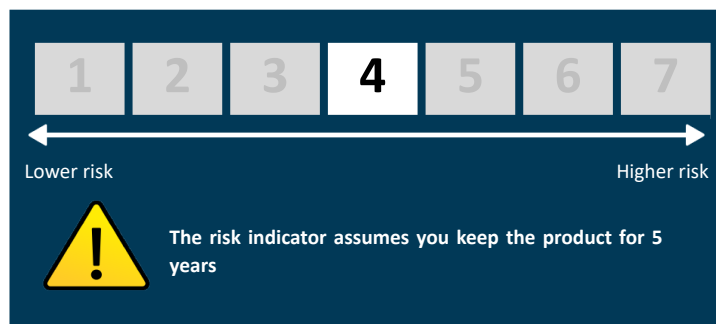 1 2 3 4 5 6 7
Lower risk Higher risk
!
The risk indicator assumes you keep the product for 5
years